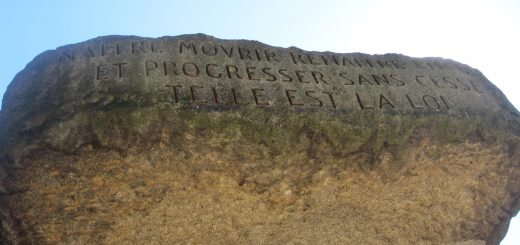 NAITRE MOVRIR RENAITRE
ET PROGRESSER SANS CESSE
TELLE EST LA LOI